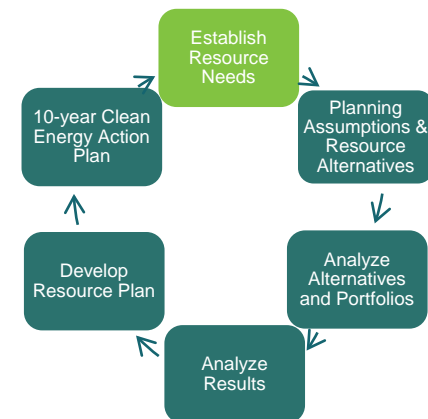 Establish
Resource
Needs
Planning
Assumptions &
Resource
Alternatives
Analyze
Alternatives
and Portfolios
Analyze
Results
Develop
Resource Plan
10-year Clean
Energy Action
Plan